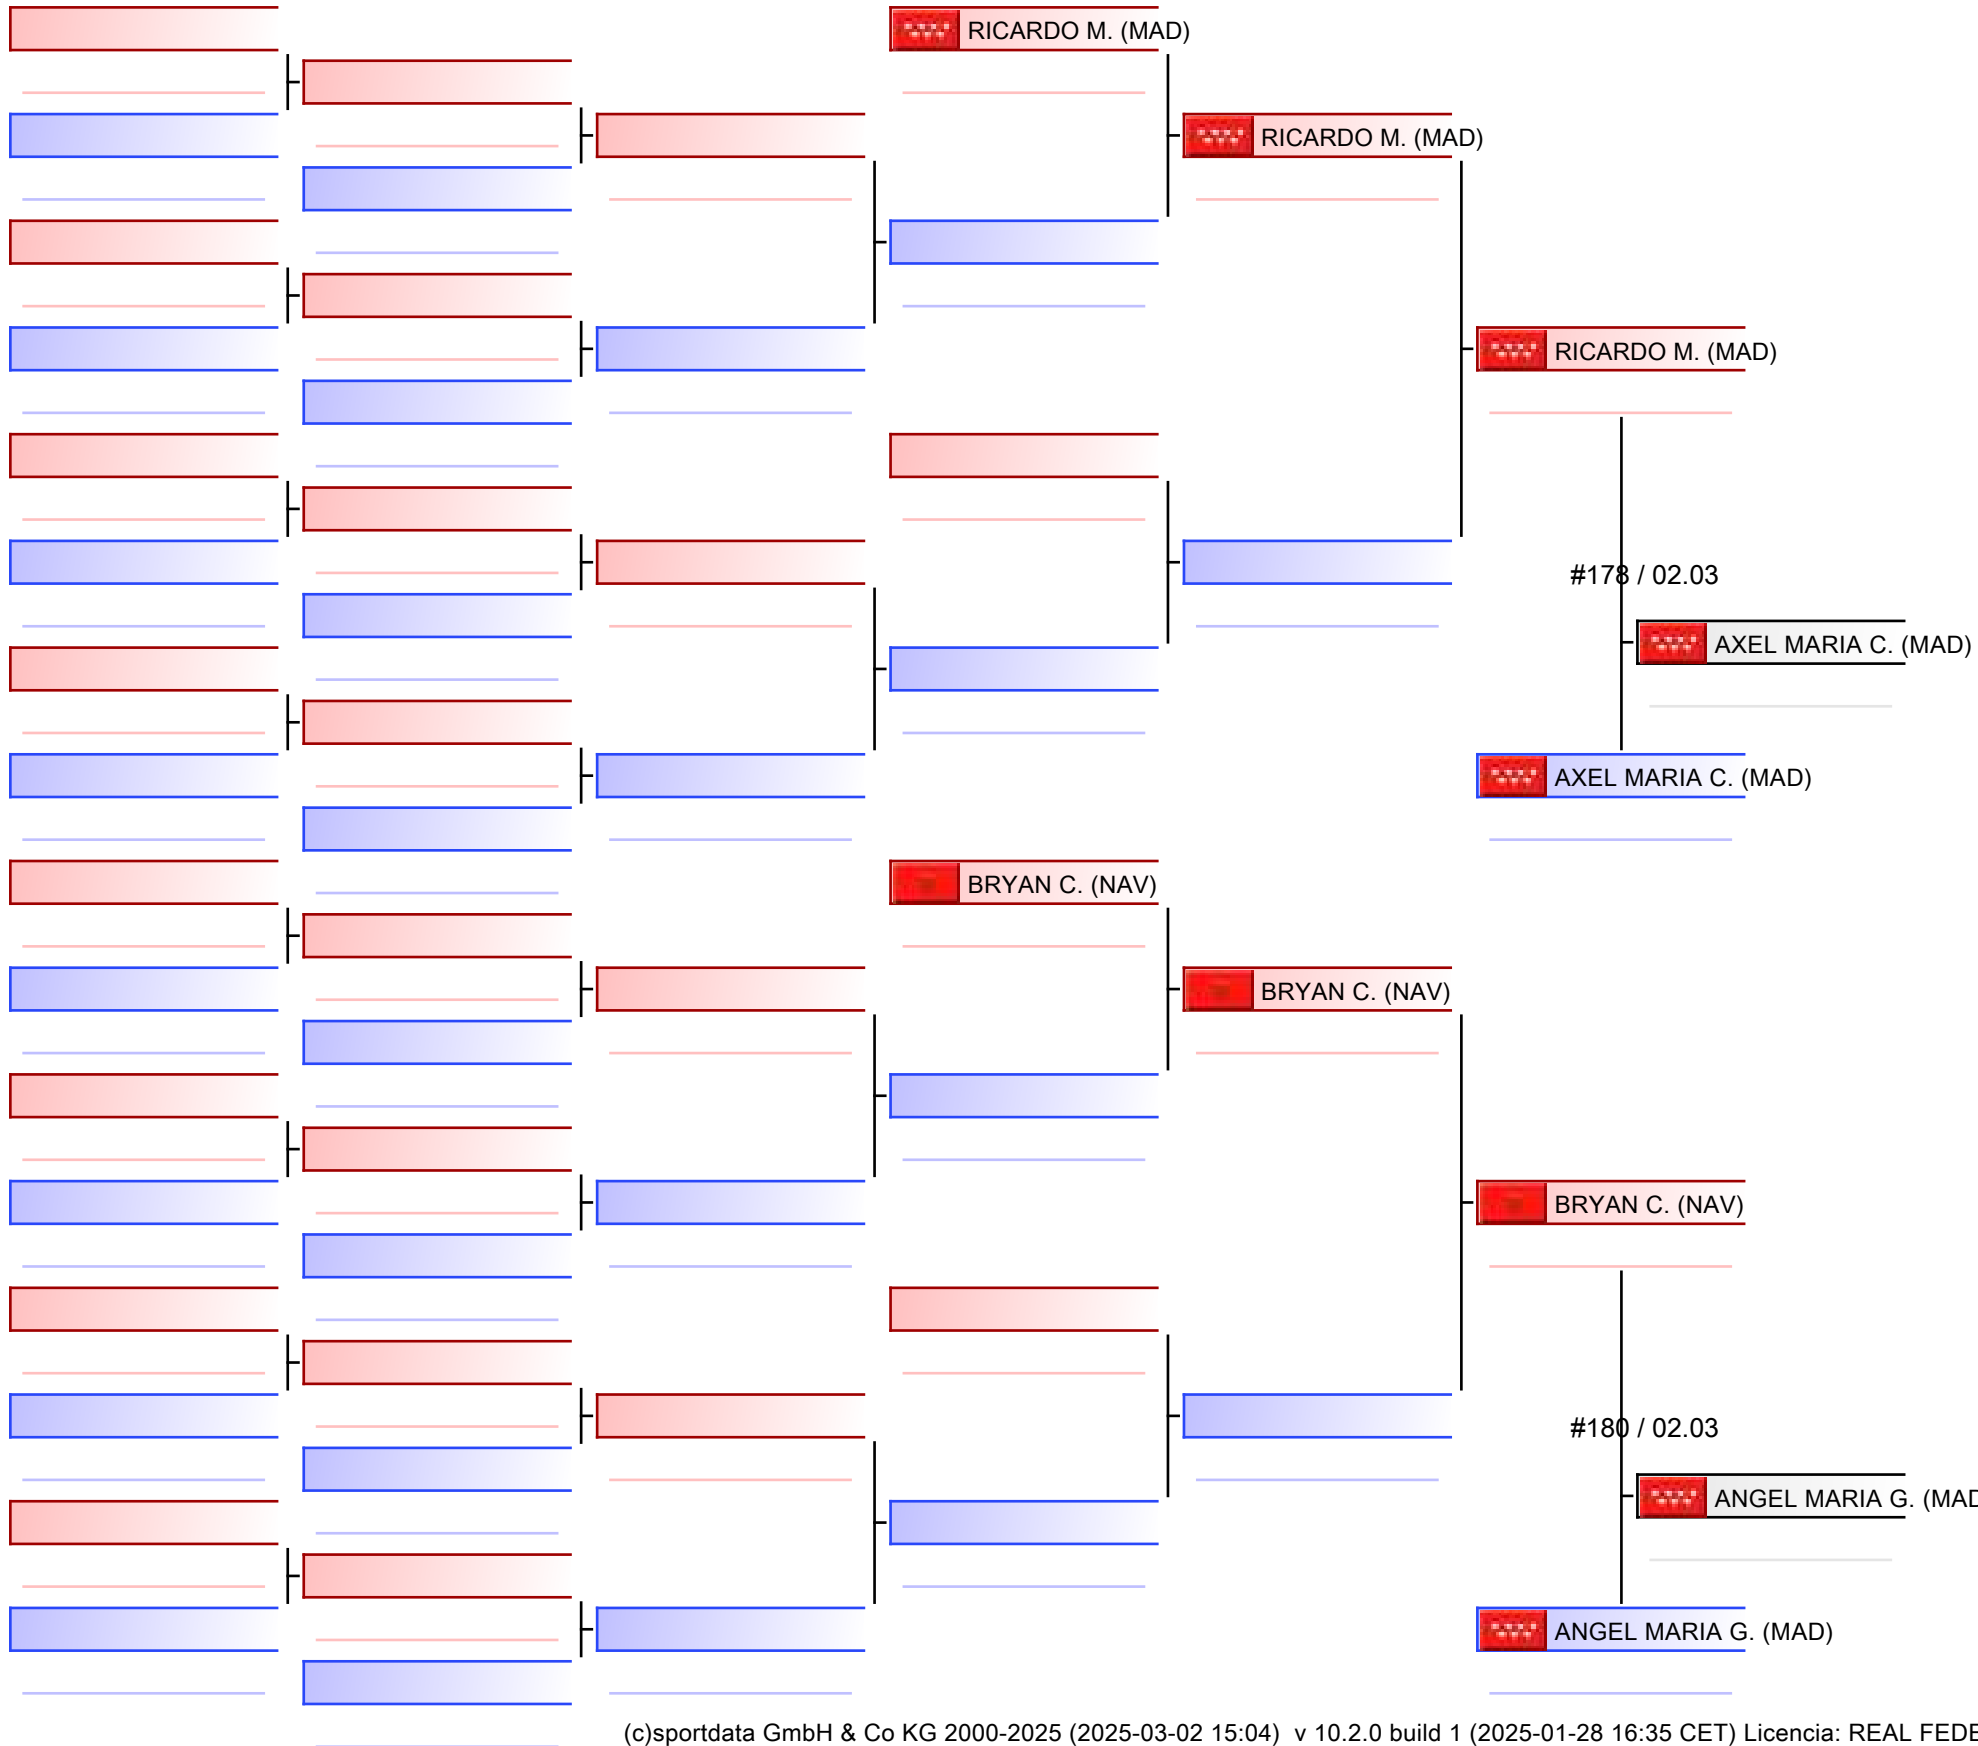 RICARDO M. (MAD)
RICARDO M. (MAD)
RICARDO M. (MAD)
#178 / 02.03
AXEL MARIA C. (MAD)
AXEL MARIA C. (MAD)
BRYAN C. (NAV)
BRYAN C. (NAV)
BRYAN C. (NAV)
#180 / 02.03
ANGEL MARIA G. (MAD
ANGEL MARIA G. (MAD)
(c)sportdata GmbH & Co KG 2000-2025 (2025-03-02 15:04) v 10.2.0 build 1 (2025-01-28 16:35 CET) Licencia: REAL FEDE